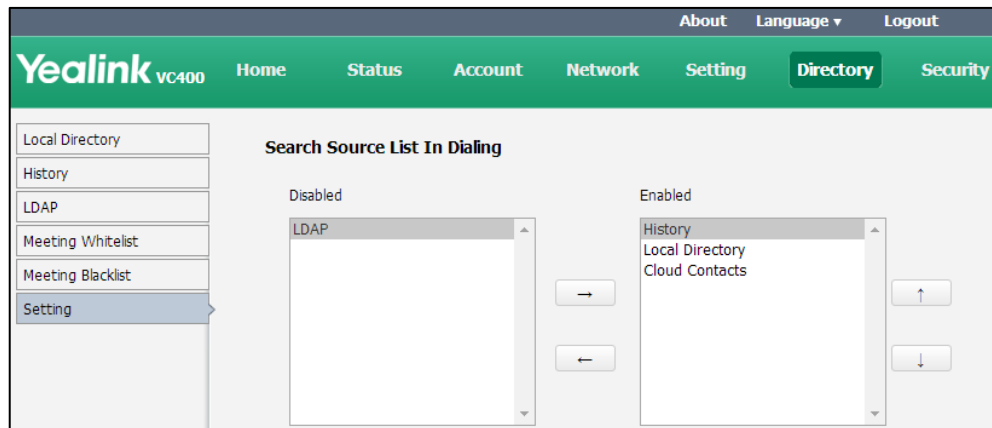 About Language ▾ Logout
Yealink VC400 Home Status Account Network Setting Directory Security
Local Directory
History
LDAP
Meeting Whitelist
Meeting Blacklist
Setting
Search Source List In Dialing
Disabled
LDAP
Enabled
History
Local Directory
Cloud Contacts
→
←
↑
↓